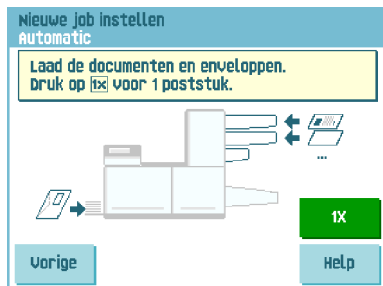 Nieuwe job instellen
Automatic
Laad de documenten en enveloppen.
Druk op 1x voor 1 poststuk.
...
1X
Vorige
Help